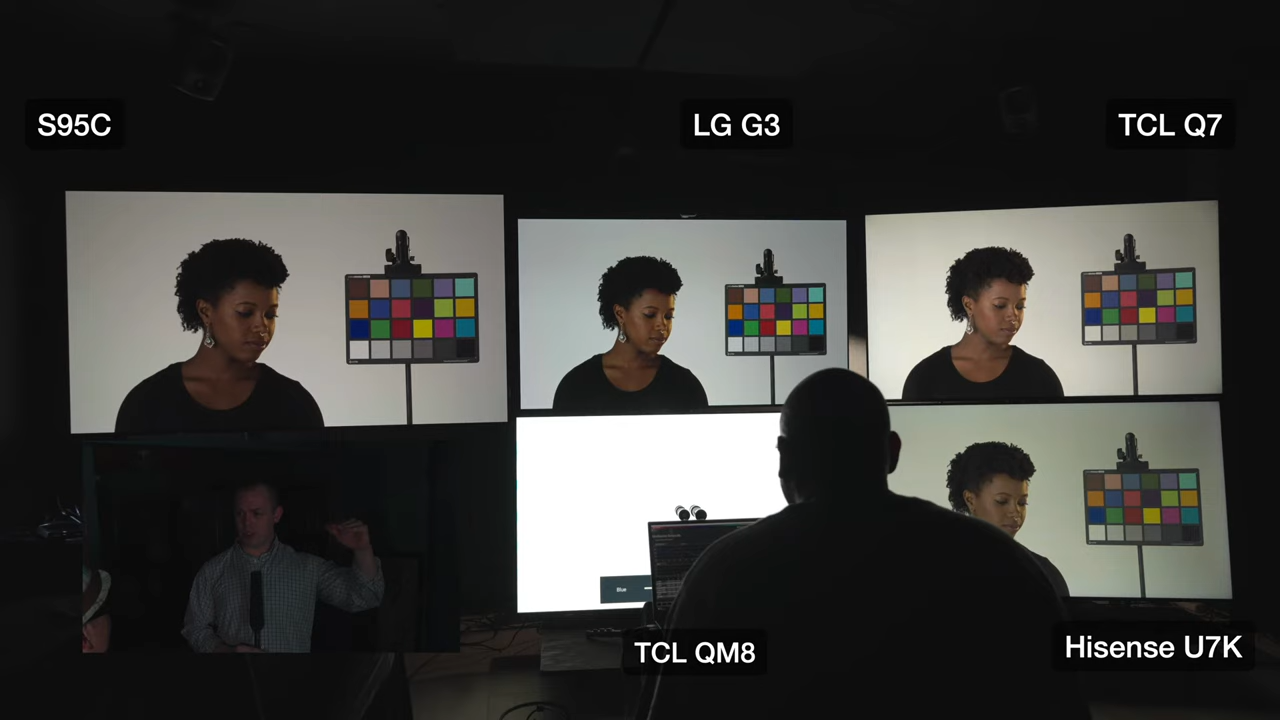 S95C
LG G3
TCL Q7
Blue
TCL QM8
Hisense U7K